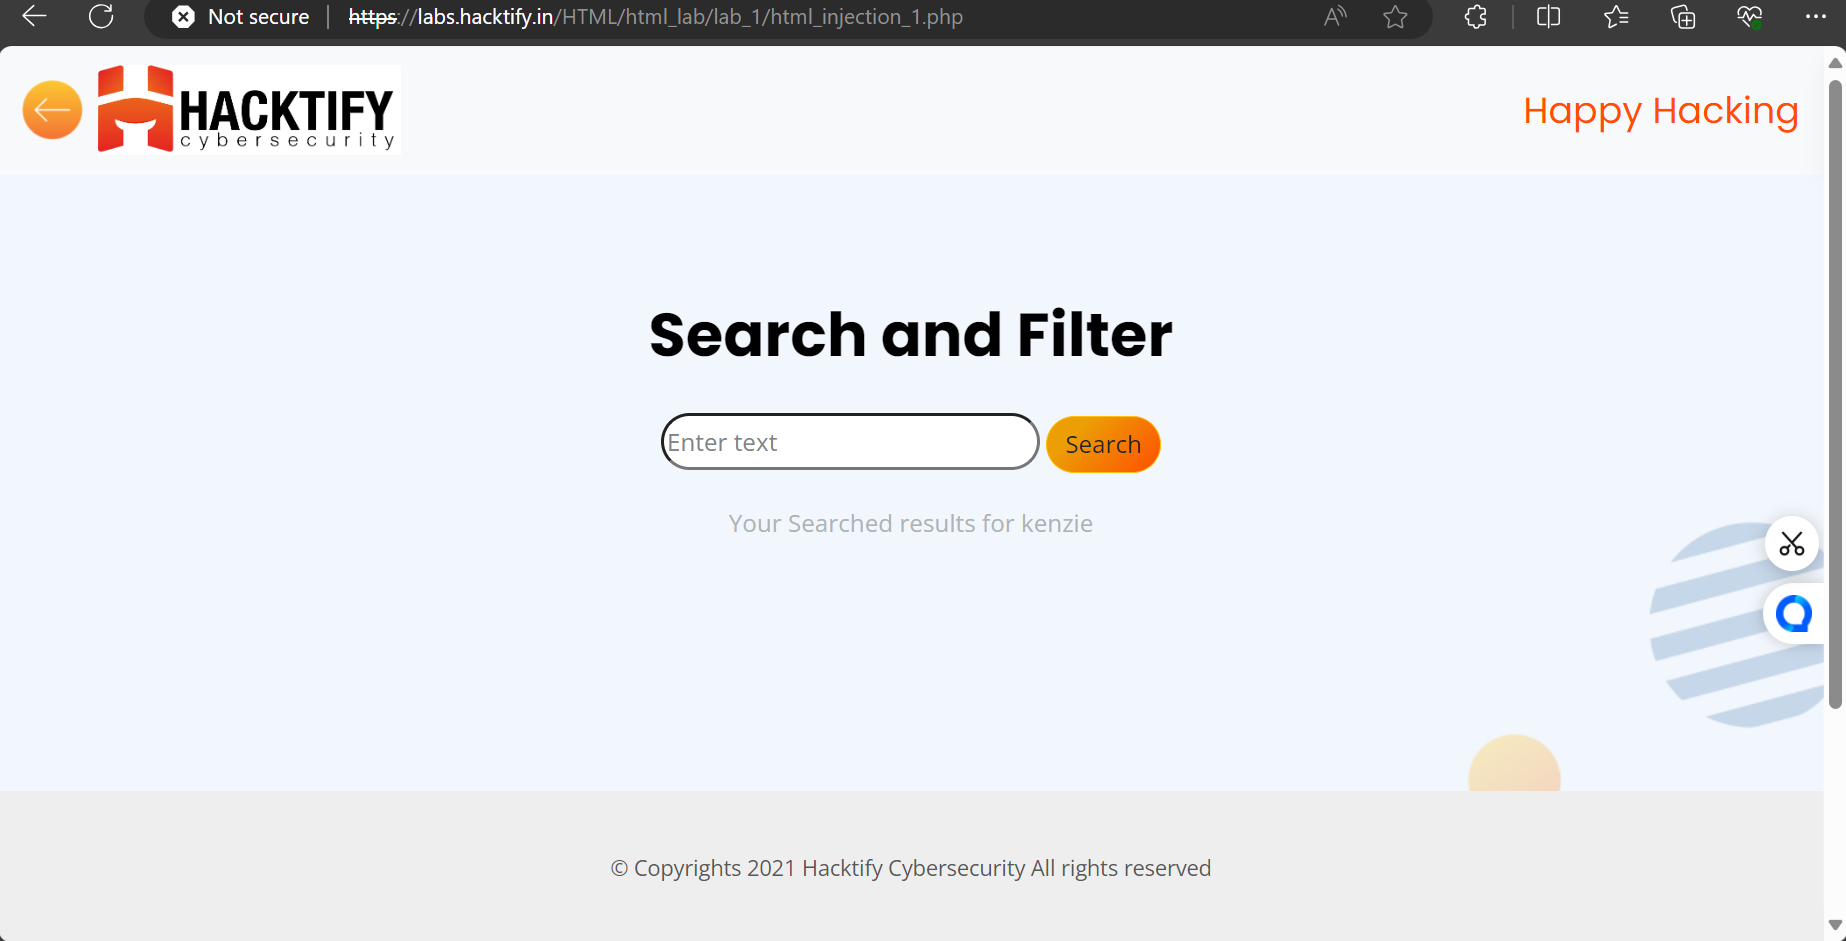 Not secure | https://labs.hacktify.in/HTML/html_lab/lab_1/html_injection_1.php
HACKTIFY
cybersecurity
Happy Hacking
Search and Filter
Enter text
Search
Your Searched results for kenzie
© Copyrights 2021 Hacktify Cybersecurity All rights reserved